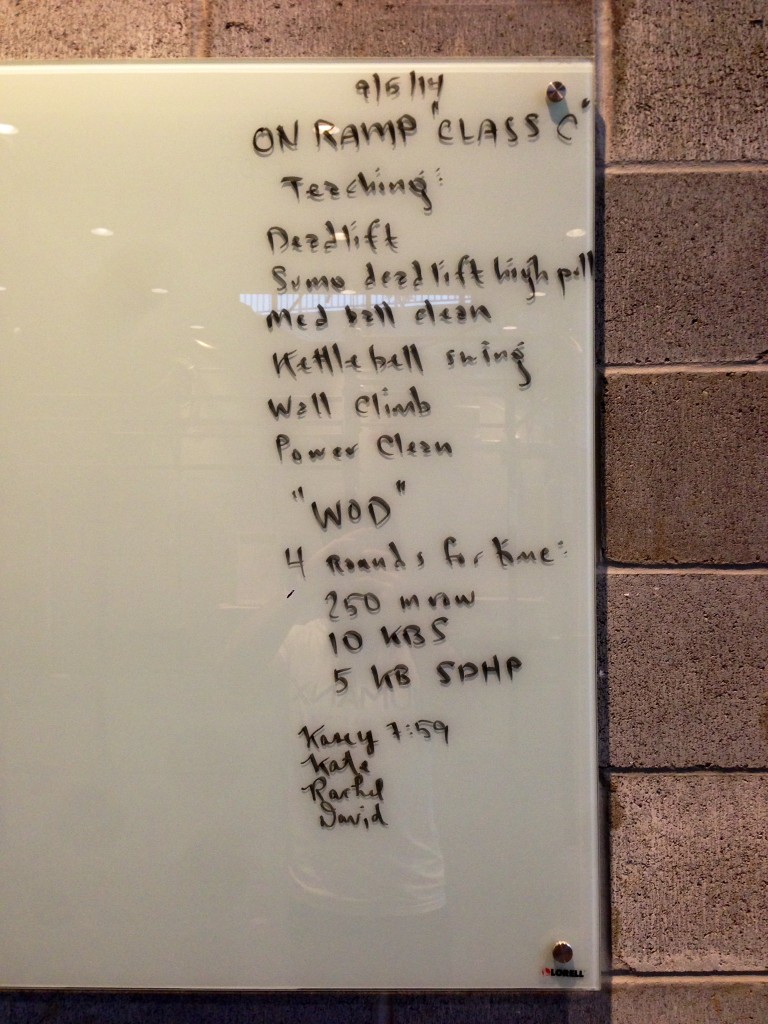 9/5/14
ON RAMP "CLASS C"
Teaching:
Deadlift
Sumo deadlift high pull
Med ball clean
Kettlebell swing
Wall Climb
Power Clean
"WOD"
4 Rounds for time:
250 m row
10 KBS
5 KB SDHP
Kasey 7:59
Kate
Rachel
David
LORELL